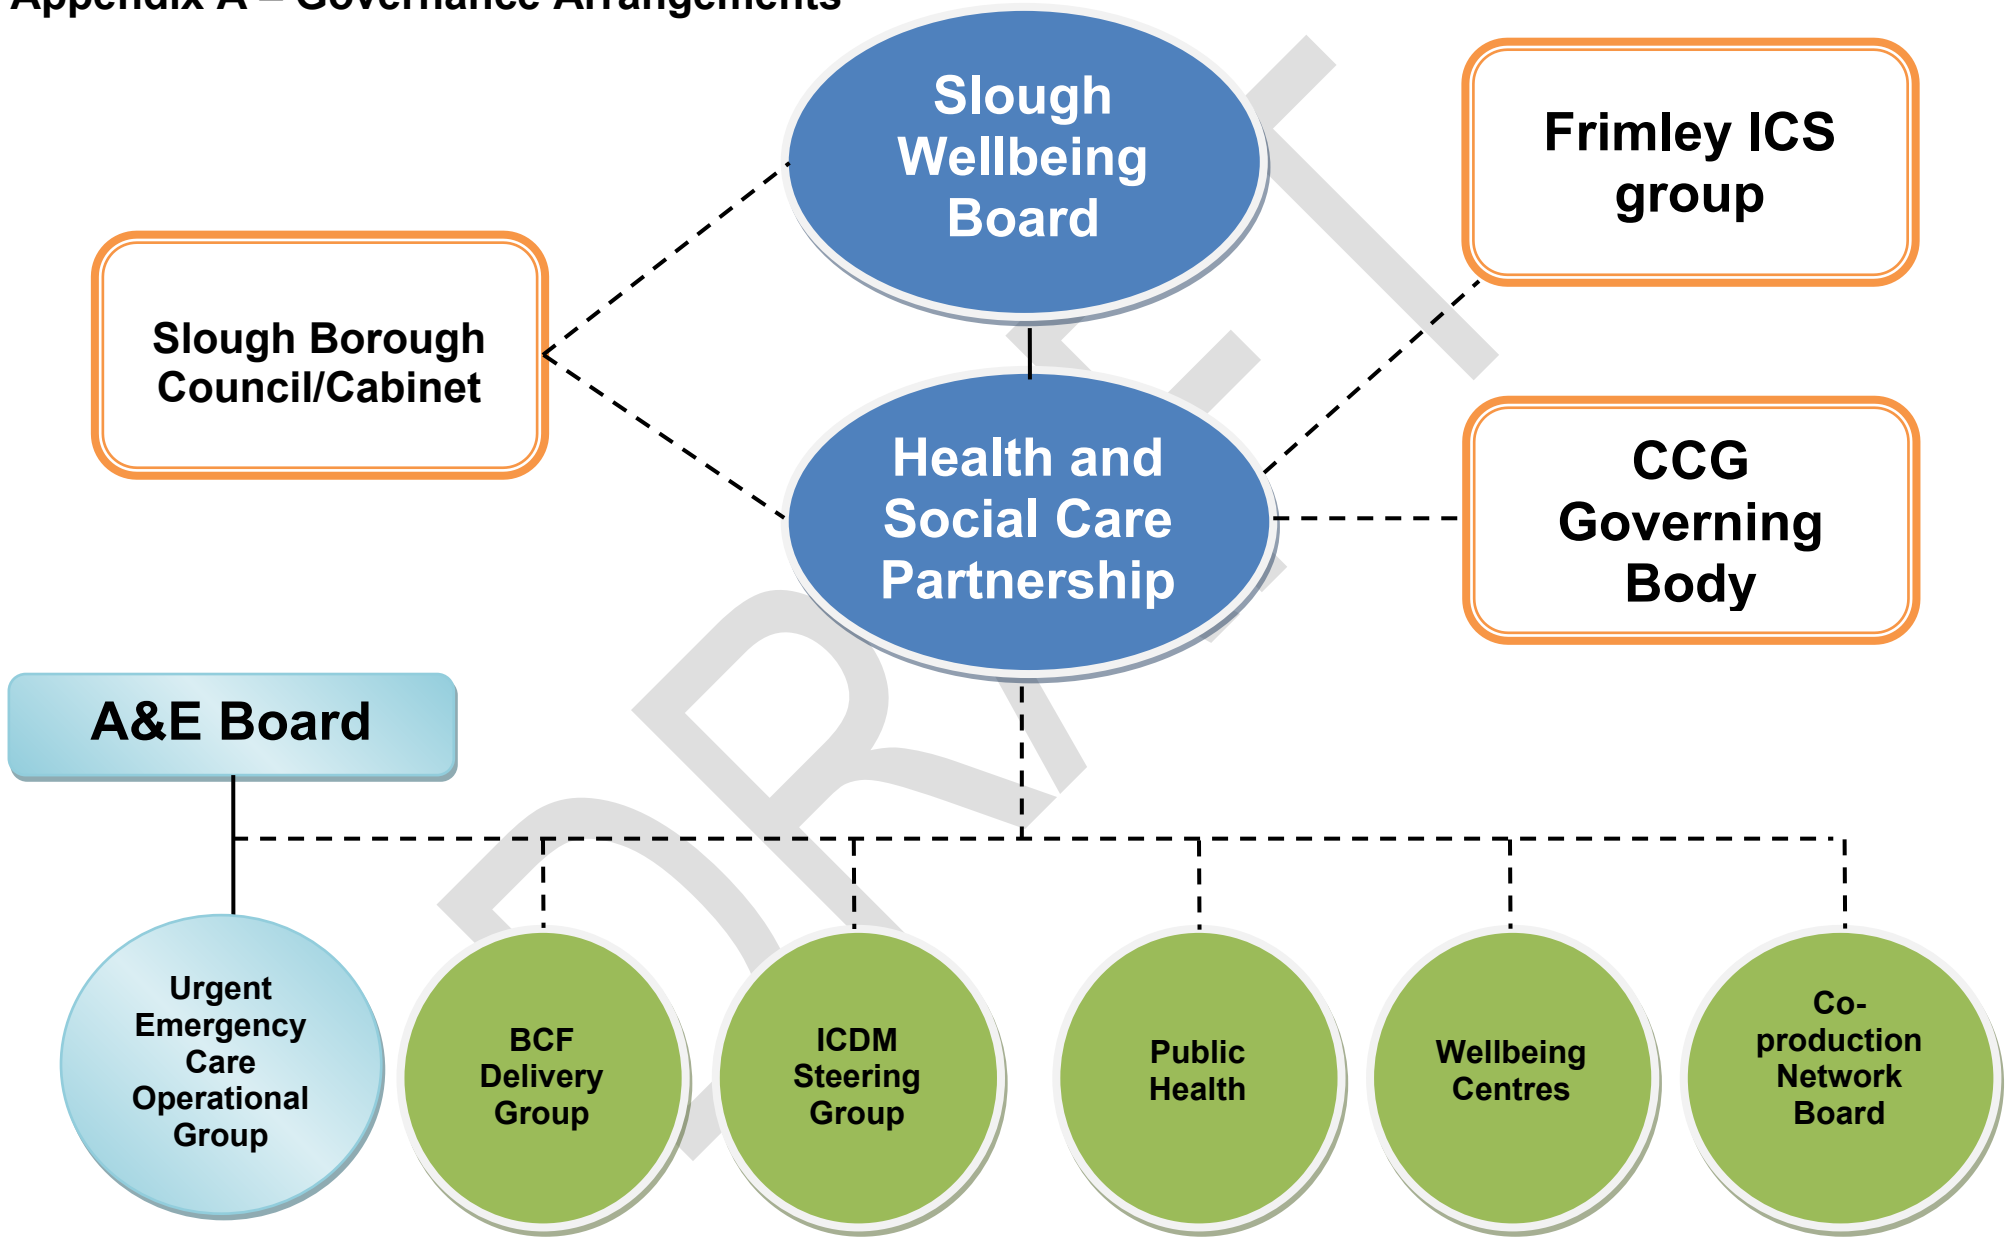 Appendix A – Governance Arrangements
Slough
Wellbeing
Board
Frimley ICS
group
Slough Borough
Council/Cabinet
Health and
Social Care
Partnership
CCG
Governing
Body
A&E Board
Urgent
Emergency
Care
Operational
Group
BCF
Delivery
Group
ICDM
Steering
Group
Public
Health
Wellbeing
Centres
Co-
production
Network
Board
DRAFT